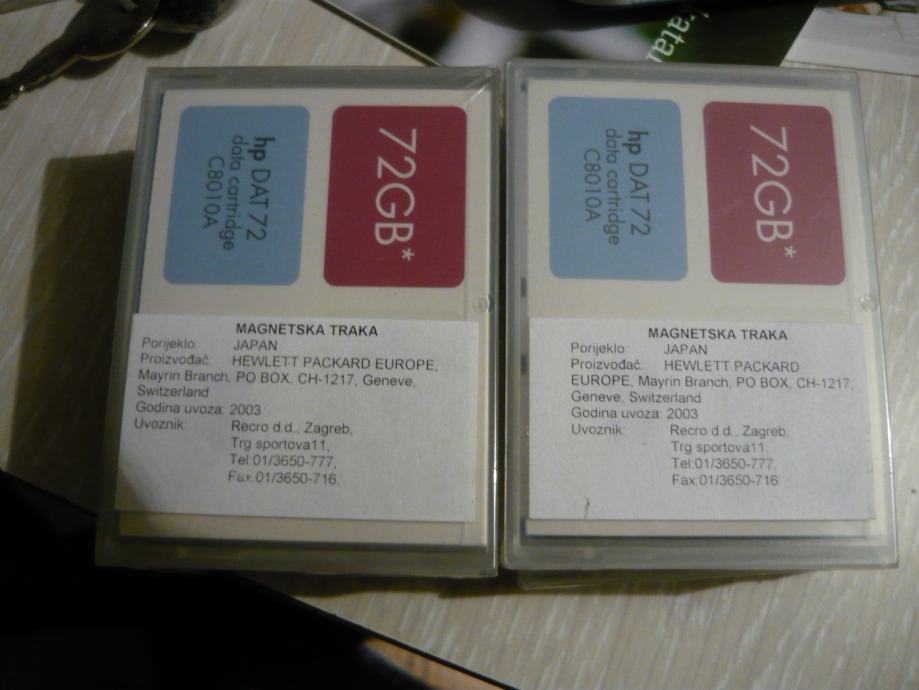 72GB*
hp DAT 72
data cartridge
C8010A
MAGNETSKA TRAKA
Porijeklo: JAPAN
Proizvođač: HEWLETT PACKARD EUROPE,
Mayrin Branch, PO BOX, CH-1217, Geneve,
Switzerland
Godina uvoza: 2003
Uvoznik: Recro d.d., Zagreb,
Trg sportova11,
Tel:01/3650-777,
Fax:01/3650-716,
72GB*
hp DAT 72
data cartridge
C8010A
MAGNETSKA TRAKA
Porijeklo: JAPAN
Proizvođač: HEWLETT PACKARD
EUROPE, Mayrin Branch, PO BOX, CH-1217,
Geneve, Switzerland
Godina uvoza: 2003
Uvoznik: Recro d.d., Zagreb,
Trg sportova11,
Tel:01/3650-777,
Fax:01/3650-716